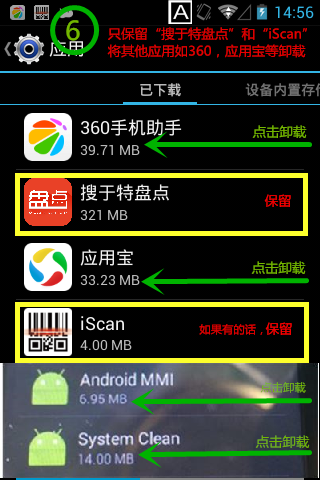 6
A
14:56
应用
只保留“搜于特盘点”和“iScan”
将其他应用如360，应用宝等卸载
已下载
设备内置存储
360手机助手
39.71 MB
点击卸载
盘点
搜于特盘点
321 MB
保留
应用宝
33.23 MB
点击卸载
iScan
4.00 MB
如果有的话，保留
Android MMI
6.95 MB
点击卸载
System Clean
14.00 MB
点击卸载